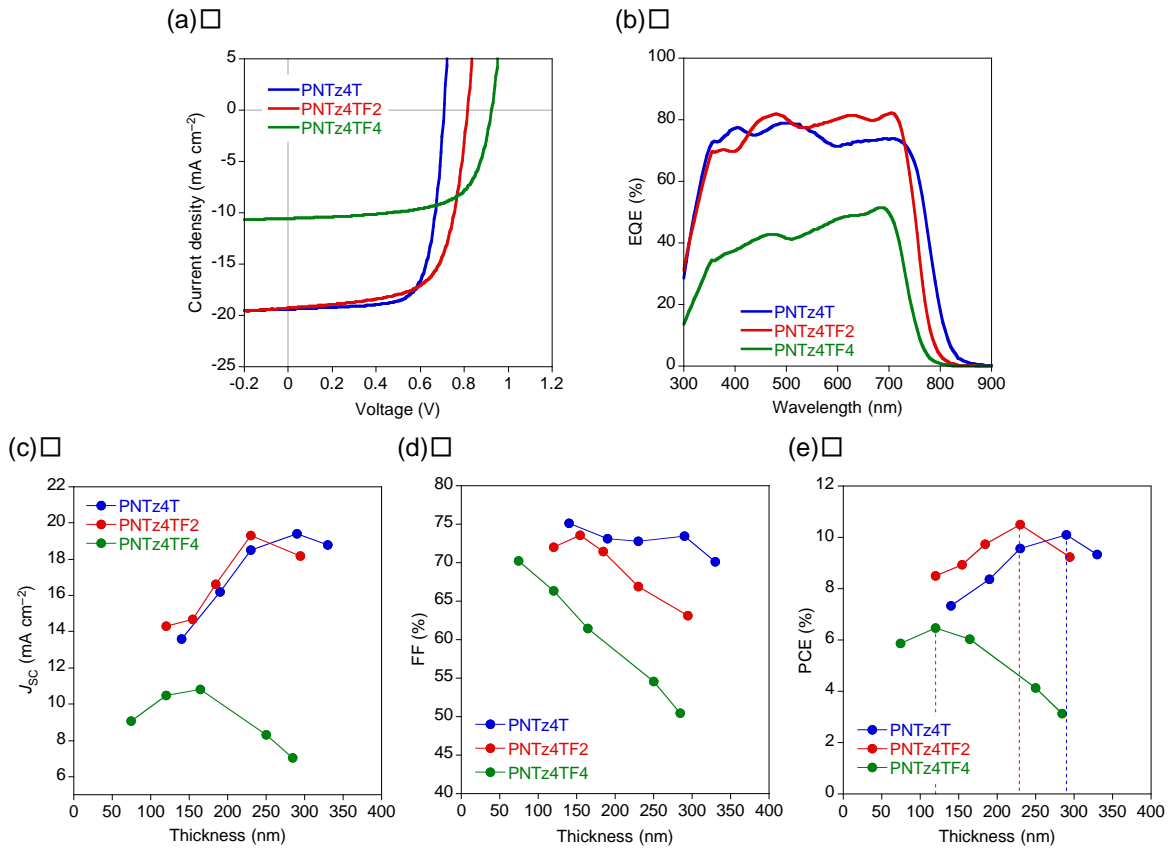 (a)□
5
0
-5
-10
-15
-20
-25
Current density (mA cm⁻²)
PNTz4T
PNTz4TF2
PNTz4TF4
-0.2 0 0.2 0.4 0.6 0.8 1 1.2
Voltage (V)
(b)□
100
80
60
40
20
0
EQE (%)
PNTz4T
PNTz4TF2
PNTz4TF4
300 400 500 600 700 800 900
Wavelength (nm)
(c)□
22
20
18
16
14
12
10
8
6
JSC (mA cm⁻²)
PNTz4T
PNTz4TF2
PNTz4TF4
0 50 100 150 200 250 300 350 400
Thickness (nm)
(d)□
80
75
70
65
60
55
50
45
40
FF (%)
PNTz4T
PNTz4TF2
PNTz4TF4
0 50 100 150 200 250 300 350 400
Thickness (nm)
(e)□
12
10
8
6
4
2
0
PCE (%)
PNTz4T
PNTz4TF2
PNTz4TF4
0 50 100 150 200 250 300 350 400
Thickness (nm)